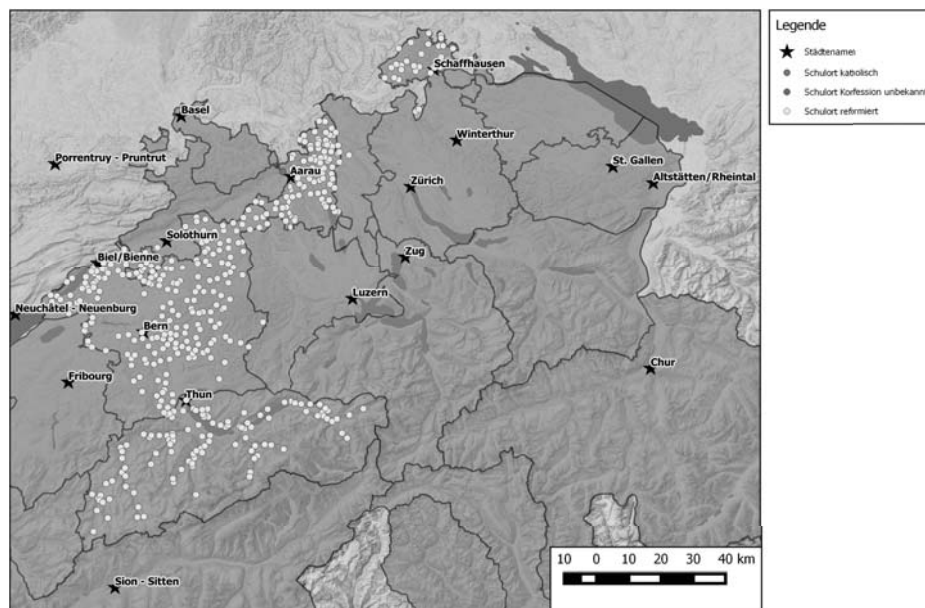 Legende
Städtenamen
Schulort katholisch
Schulort Korfession unbekannt
Schulort refirmiert
Schaffhausen
Basel
Winterthur
Porrentruy - Pruntrut
St. Gallen
Aarau
Altstätten/Rheintal
Zürich
Solothurn
Zug
Biel/Bienne
Luzern
Neuchâtel - Neuenburg
Bern
Chur
Fribourg
Thun
10 0 10 20 30 40 km
Sion - Sitten